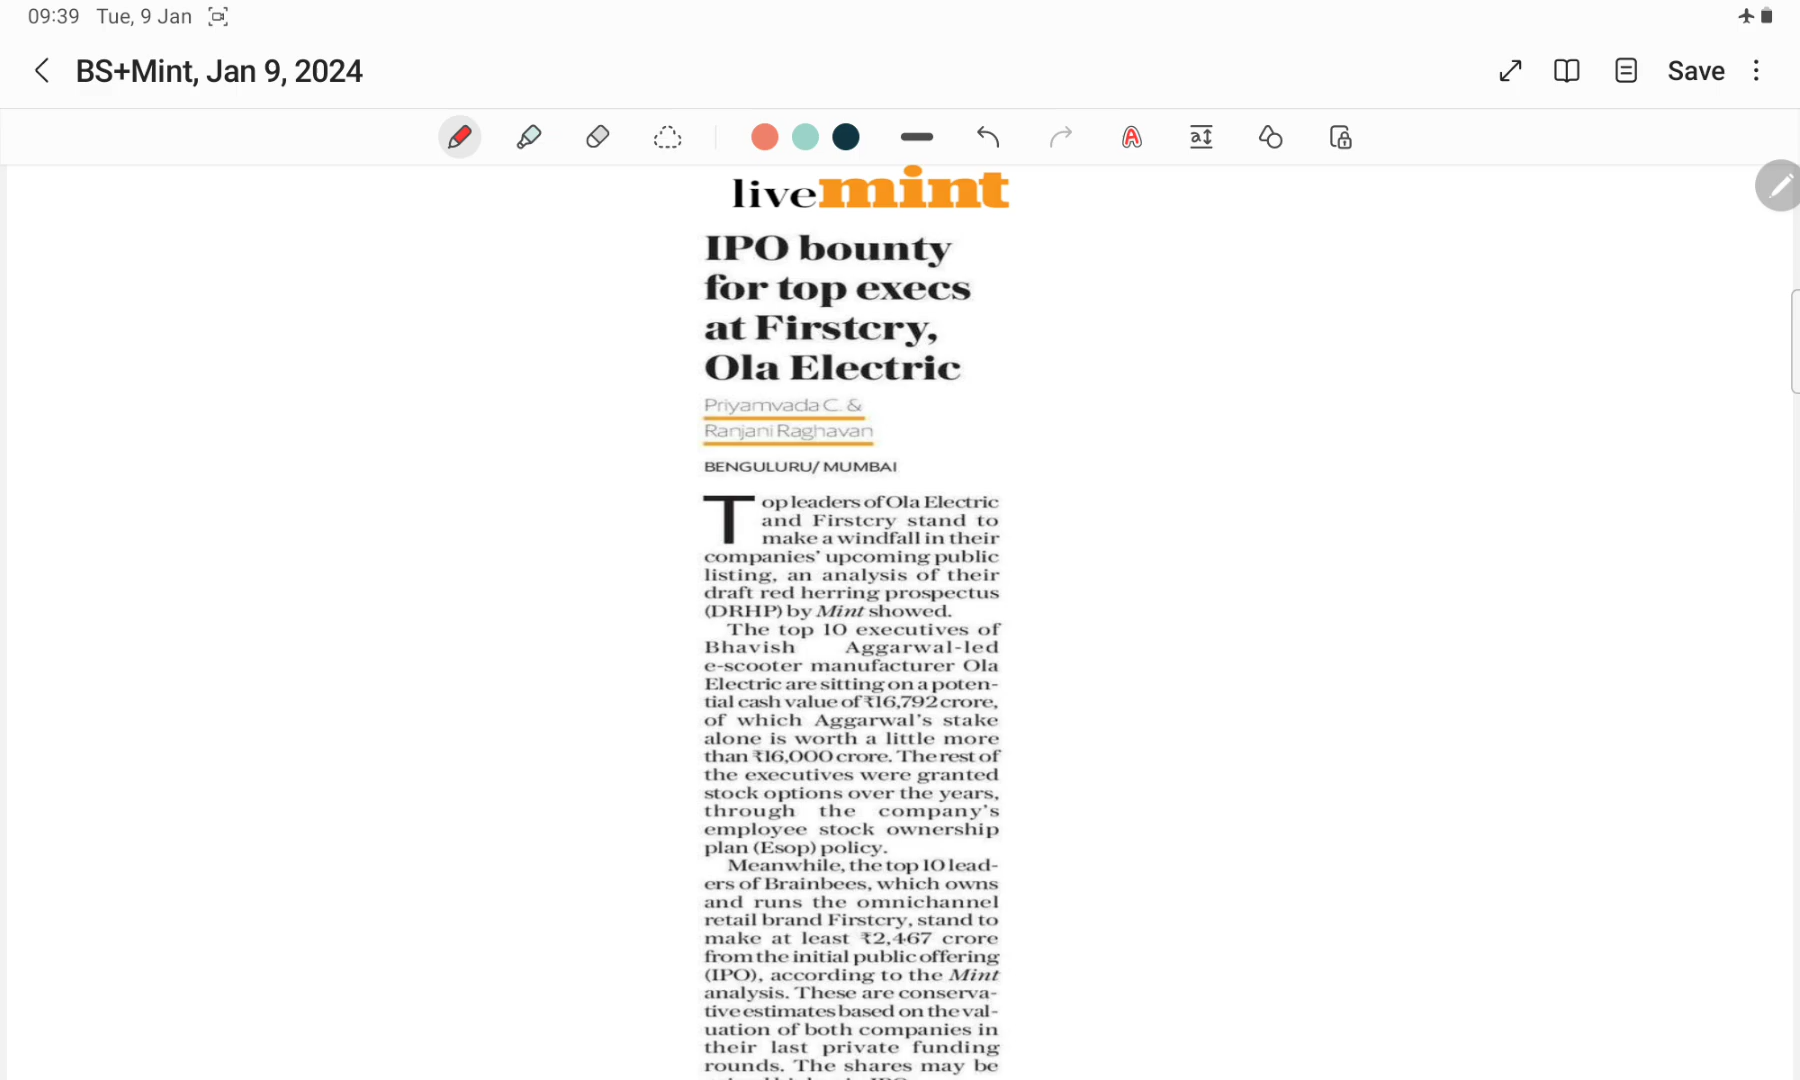 09:39 Tue, 9 Jan
BS+Mint, Jan 9, 2024
Save
livemint
IPO bounty
for top execs
at Firstcry,
Ola Electric
Priyamvada C. &
Ranjani Raghavan
BENGULURU/ MUMBAI
Top leaders of Ola Electric
and Firstcry stand to
make a windfall in their
companies' upcoming public
listing, an analysis of their
draft red herring prospectus
(DRHP) by Mint showed.
The top 10 executives of
Bhavish Aggarwal-led
e-scooter manufacturer Ola
Electric are sitting on a poten-
tial cash value of ₹16,792 crore,
of which Aggarwal's stake
alone is worth a little more
than ₹16,000 crore. The rest of
the executives were granted
stock options over the years,
through the company's
employee stock ownership
plan (Esop) policy.
Meanwhile, the top 10 lead-
ers of Brainbees, which owns
and runs the omnichannel
retail brand Firstcry, stand to
make at least ₹2,467 crore
from the initial public offering
(IPO), according to the Mint
analysis. These are conserva-
tive estimates based on the val-
uation of both companies in
their last private funding
rounds. The shares may be